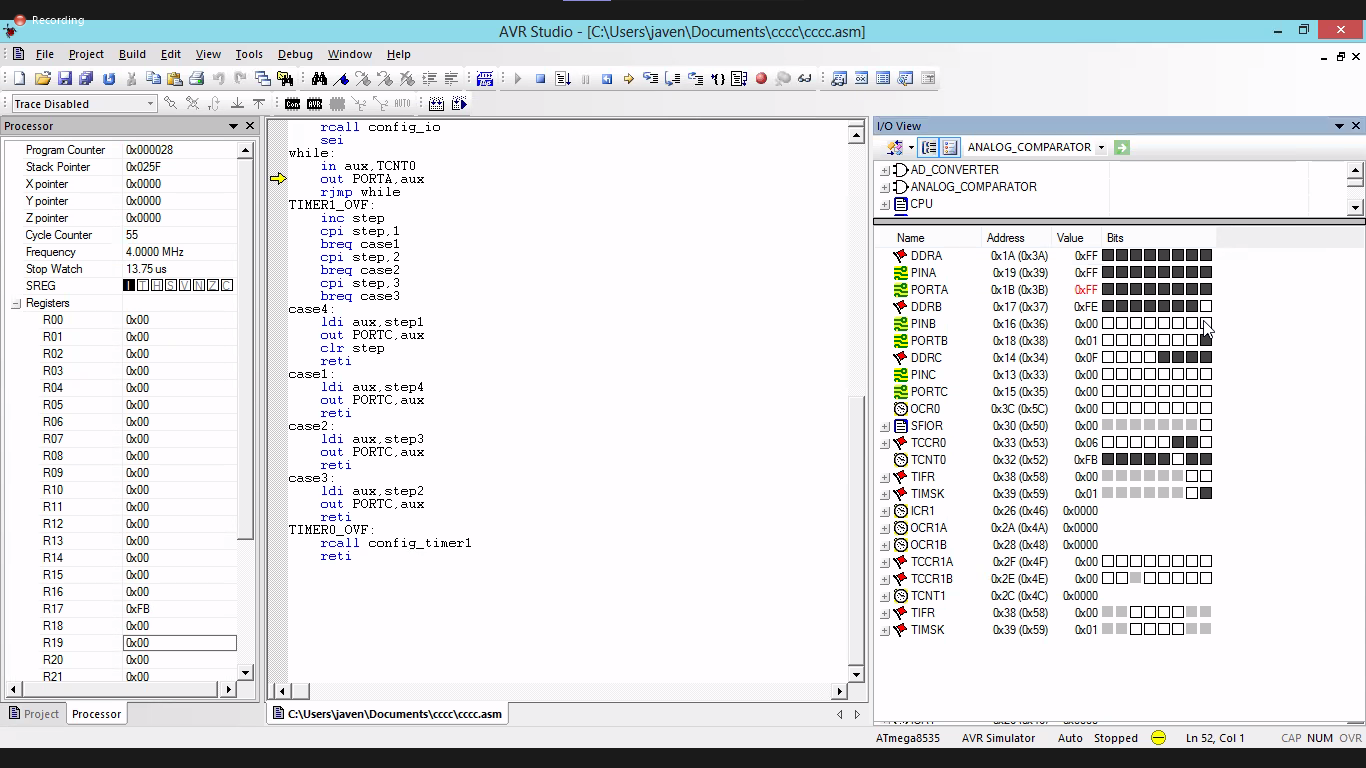 Recording
AVR Studio - [C:\Users\javen\Documents\cccc\cccc.asm]
File Project Build Edit View Tools Debug Window Help
Trace Disabled
Con AVR AUTO
Processor
Program Counter 0x000028
Stack Pointer 0x025F
X pointer 0x0000
Y pointer 0x0000
Z pointer 0x0000
Cycle Counter 55
Frequency 4.0000 MHz
Stop Watch 13.75 us
SREG I T H S V N Z C
Registers
R00 0x00
R01 0x00
R02 0x00
R03 0x00
R04 0x00
R05 0x00
R06 0x00
R07 0x00
R08 0x00
R09 0x00
R10 0x00
R11 0x00
R12 0x00
R13 0x00
R14 0x00
R15 0x00
R16 0x00
R17 0xFB
R18 0x00
R19 0x00
R20 0x00
R21 0x00
Project Processor
rcall config_io
sei
while:
in aux,TCNT0
out PORTA,aux
rjmp while
TIMER1_OVF:
inc step
cpi step,1
breq case1
cpi step,2
breq case2
cpi step,3
breq case3
case4:
ldi aux,step1
out PORTC,aux
clr step
reti
case1:
ldi aux,step4
out PORTC,aux
reti
case2:
ldi aux,step3
out PORTC,aux
reti
case3:
ldi aux,step2
out PORTC,aux
reti
TIMER0_OVF:
rcall config_timer1
reti
C:\Users\javen\Documents\cccc\cccc.asm
I/O View
ANALOG_COMPARATOR
AD_CONVERTER
ANALOG_COMPARATOR
CPU
Name Address Value Bits
DDRA 0x1A (0x3A) 0xFF
PINA 0x19 (0x39) 0xFF
PORTA 0x1B (0x3B) 0xFF
DDRB 0x17 (0x37) 0xFE
PINB 0x16 (0x36) 0x00
PORTB 0x18 (0x38) 0x01
DDRC 0x14 (0x34) 0x0F
PINC 0x13 (0x33) 0x00
PORTC 0x15 (0x35) 0x00
OCR0 0x3C (0x5C) 0x00
SFIOR 0x30 (0x50) 0x00
TCCR0 0x33 (0x53) 0x06
TCNT0 0x32 (0x52) 0xFB
TIFR 0x38 (0x58) 0x00
TIMSK 0x39 (0x59) 0x01
ICR1 0x26 (0x46) 0x0000
OCR1A 0x2A (0x4A) 0x0000
OCR1B 0x28 (0x48) 0x0000
TCCR1A 0x2F (0x4F) 0x00
TCCR1B 0x2E (0x4E) 0x00
TCNT1 0x2C (0x4C) 0x0000
TIFR 0x38 (0x58) 0x00
TIMSK 0x39 (0x59) 0x01
ATmega8535 AVR Simulator Auto Stopped Ln 52, Col 1 CAP NUM OVR